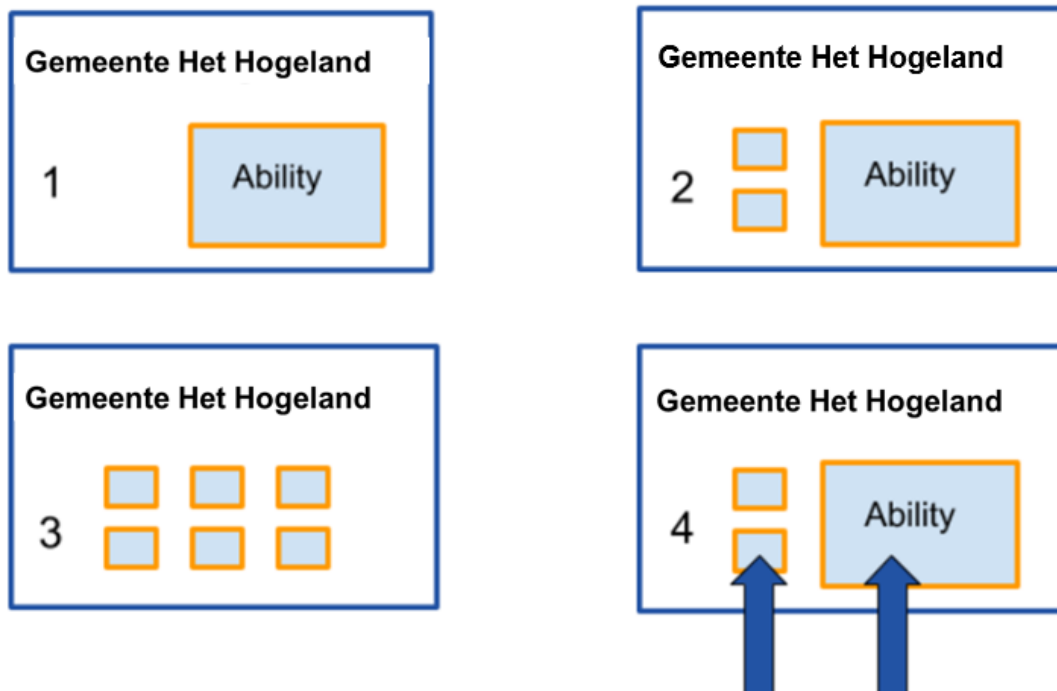 Gemeente Het Hogeland
1
Ability
Gemeente Het Hogeland
2
Ability
Gemeente Het Hogeland
3
Gemeente Het Hogeland
4
Ability